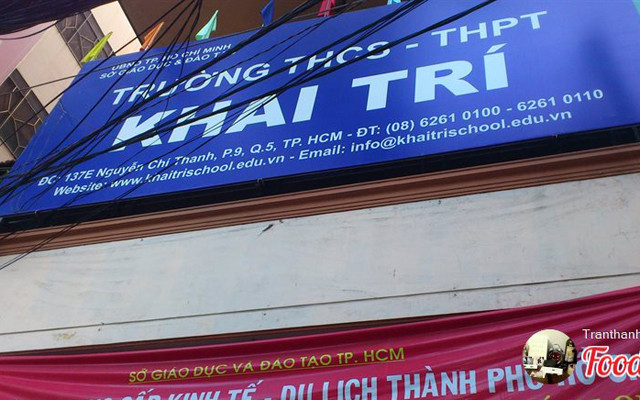 UBND TP. HỒ CHÍ MINH
SỞ GIÁO DỤC & ĐÀO T
TRƯỜNG THCS - THPT
KHAI TRÍ
ĐC: 137E Nguyễn Chí Thanh, P.9, Q.5, TP. HCM - ĐT: (08) 6261 0100 - 6261 0110
Website: www.khaitrischool.edu.vn - Email: info@khaitrischool.edu.vn
SỞ GIÁO DỤC VÀ ĐÀO TẠO TP. HCM
CẤP KINH TẾ - DU LỊCH THÀNH PHỐ HỒ
Tranthanh
Food